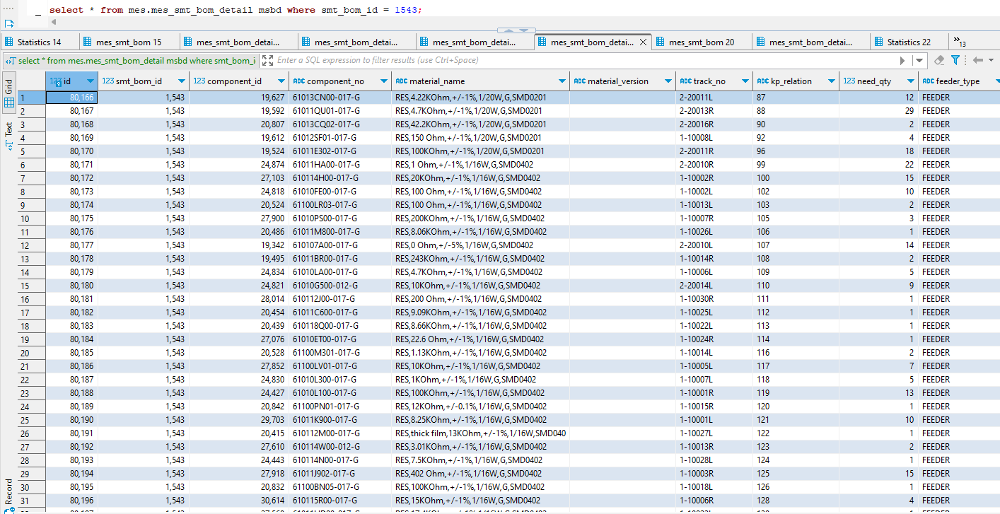 select * from mes.mes_smt_bom_detail msbd where smt_bom_id = 1543;
Statistics 14 mes_smt_bom 15 mes_smt_bom_detai... mes_smt_bom_detai... mes_smt_bom_detai... mes_smt_bom_detai... mes_smt_bom 20 mes_smt_bom_detai... Statistics 22 »13
select * from mes.mes_smt_bom_detail msbd where smt_bom_i Enter a SQL expression to filter results (use Ctrl+Space)
Grid
Text
Record
123 id 123 smt_bom_id 123 component_id ABC component_no ABC material_name ABC material_version ABC track_no ABC kp_relation 123 need_qty ABC feeder_type
1 80,166 1,543 19,627 61013CN00-017-G RES,4.22KOhm,+/-1%,1/20W,G,SMD0201 2-20011L 87 12 FEEDER
2 80,167 1,543 19,592 61011QU01-017-G RES,4.7KOhm,+/-1%,1/20W,G,SMD0201 2-20013R 88 29 FEEDER
3 80,168 1,543 20,807 61013CQ02-017-G RES,42.2KOhm,+/-1%,1/20W,G,SMD0201 2-20016R 90 2 FEEDER
4 80,169 1,543 19,612 61012SF01-017-G RES,150 Ohm,+/-1%,1/20W,G,SMD0201 1-10008L 92 4 FEEDER
5 80,170 1,543 19,524 61011E302-017-G RES,100KOhm,+/-1%,1/20W,G,SMD0201 2-20011R 96 18 FEEDER
6 80,171 1,543 24,874 61011HA00-017-G RES,1 Ohm,+/-1%,1/16W,G,SMD0402 2-20010R 99 22 FEEDER
7 80,172 1,543 27,103 610114H00-017-G RES,20KOhm,+/-1%,1/16W,G,SMD0402 1-10002R 100 15 FEEDER
8 80,173 1,543 24,818 61010FE00-017-G RES,100 Ohm,+/-1%,1/16W,G,SMD0402 1-10002L 102 10 FEEDER
9 80,174 1,543 20,524 61100LR03-017-G RES,100 Ohm,+/-1%,1/16W,G,SMD0402 1-10013L 103 2 FEEDER
10 80,175 1,543 27,900 61010PS00-017-G RES,200KOhm,+/-1%,1/16W,G,SMD0402 1-10007R 105 3 FEEDER
11 80,176 1,543 20,486 61011M800-017-G RES,8.06KOhm,+/-1%,1/16W,G,SMD0402 1-10026L 106 1 FEEDER
12 80,177 1,543 19,342 610107A00-017-G RES,0 Ohm,+/-5%,1/16W,G,SMD0402 2-20010L 107 14 FEEDER
13 80,178 1,543 19,495 61011BR00-017-G RES,243KOhm,+/-1%,1/16W,G,SMD0402 1-10014R 108 2 FEEDER
14 80,179 1,543 24,834 61010LA00-017-G RES,4.7KOhm,+/-1%,1/16W,G,SMD0402 1-10006L 109 5 FEEDER
15 80,180 1,543 24,821 61010G500-012-G RES,10KOhm,+/-1%,1/16W,G,SMD0402 2-20014L 110 9 FEEDER
16 80,181 1,543 28,014 610112J00-017-G RES,200 Ohm,+/-1%,1/16W,G,SMD0402 1-10030R 111 1 FEEDER
17 80,182 1,543 20,454 61011C600-017-G RES,9.09KOhm,+/-1%,1/16W,G,SMD0402 1-10025L 112 1 FEEDER
18 80,183 1,543 20,439 610118Q00-017-G RES,8.66KOhm,+/-1%,1/16W,G,SMD0402 1-10022L 113 1 FEEDER
19 80,184 1,543 27,076 61010ET00-017-G RES,22.6 Ohm,+/-1%,1/16W,G,SMD0402 1-10024R 114 1 FEEDER
20 80,185 1,543 20,528 61100M301-017-G RES,1.13KOhm,+/-1%,1/16W,G,SMD0402 1-10014L 116 2 FEEDER
21 80,186 1,543 27,852 61100LV01-017-G RES,10KOhm,+/-1%,1/16W,G,SMD0402 1-10005L 117 7 FEEDER
22 80,187 1,543 24,830 61010L300-017-G RES,1KOhm,+/-1%,1/16W,G,SMD0402 1-10007L 118 5 FEEDER
23 80,188 1,543 24,427 61010L100-017-G RES,100KOhm,+/-1%,1/16W,G,SMD0402 1-10001R 119 13 FEEDER
24 80,189 1,543 20,842 61100PN01-017-G RES,12KOhm,+/-0.1%,1/16W,G,SMD0402 1-10015R 120 1 FEEDER
25 80,190 1,543 29,703 61011K900-017-G RES,8.25KOhm,+/-1%,1/16W,G,SMD0402 1-10001L 121 10 FEEDER
26 80,191 1,543 20,415 610112M00-017-G RES,thick film,13KOhm,+/-1%,1/16W,SMD040 1-10027L 122 1 FEEDER
27 80,192 1,543 27,610 610114W00-012-G RES,3.01KOhm,+/-1%,1/16W,G,SMD0402 1-10013R 123 2 FEEDER
28 80,193 1,543 24,443 610114N00-017-G RES,7.5KOhm,+/-1%,1/16W,G,SMD0402 1-10028L 124 1 FEEDER
29 80,194 1,543 27,918 61011J902-017-G RES,402 Ohm,+/-1%,1/16W,G,SMD0402 1-10003R 125 15 FEEDER
30 80,195 1,543 20,832 61100BN05-017-G RES,100KOhm,+/-1%,1/16W,G,SMD0402 1-10018L 126 1 FEEDER
31 80,196 1,543 30,614 610115R00-017-G RES,15KOhm,+/-1%,1/16W,G,SMD0402 1-10006R 128 4 FEEDER